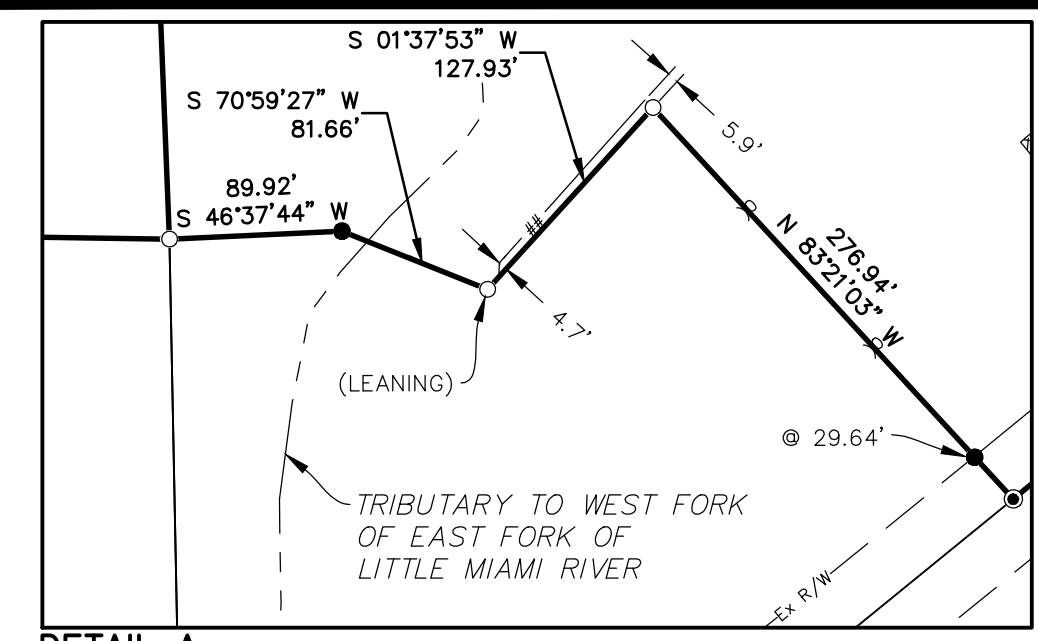 S 01°37'53" W
127.93'
S 70°59'27" W
81.66'
89.92'
S 46°37'44" W
5.9'
##
276.94'
N 83°21'03" W
4.7'
(LEANING)
@ 29.64'
TRIBUTARY TO WEST FORK
OF EAST FORK OF
LITTLE MIAMI RIVER
Ex R/W
DETAIL A